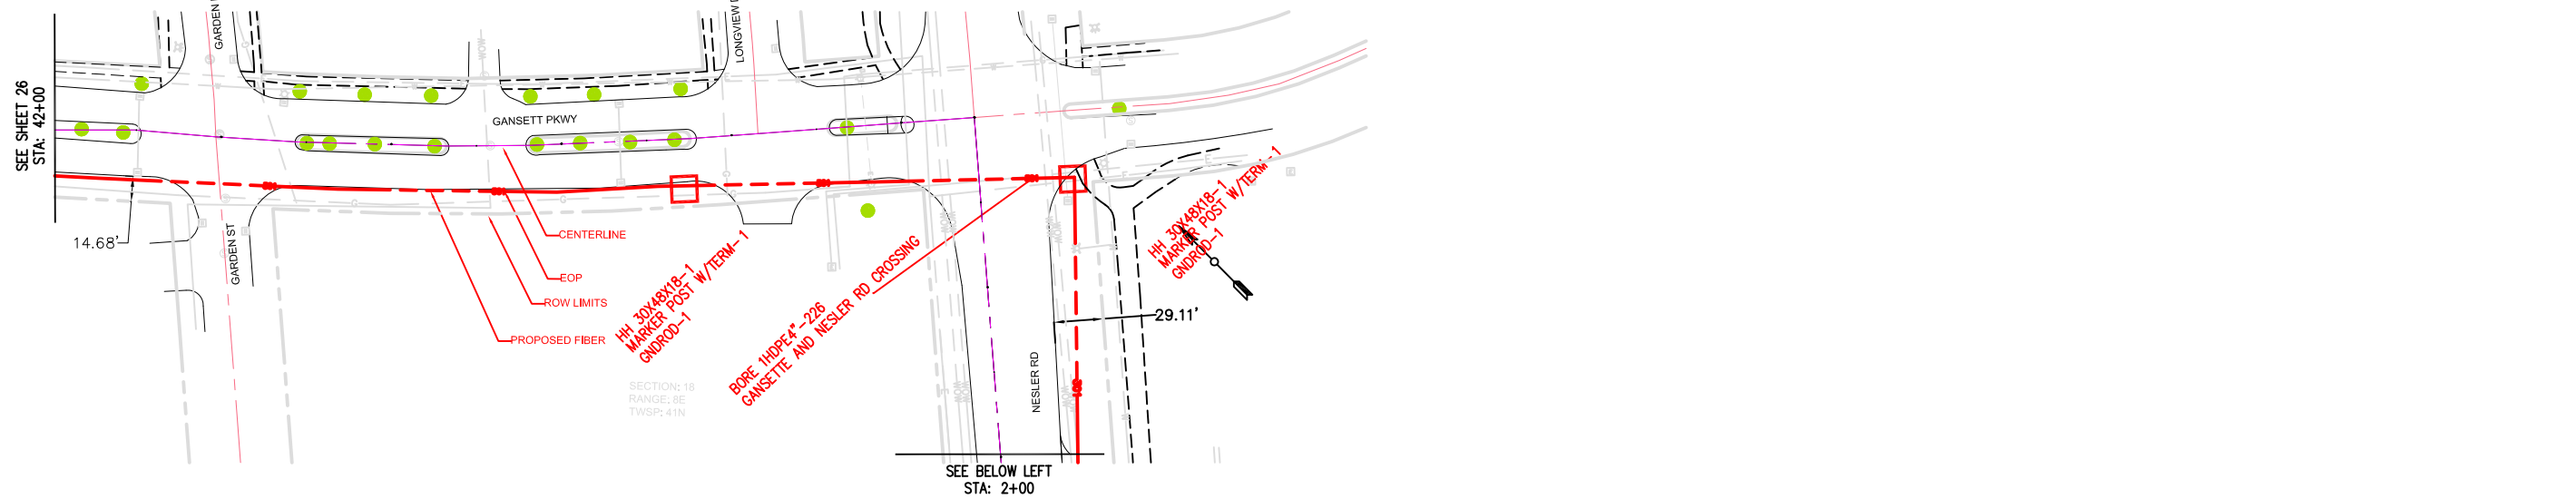 SEE SHEET 26
STA: 42+00
GARDEN
LONGVIEW
GANSETT PKWY
14.68'
GARDEN ST
CENTERLINE
EOP
ROW LIMITS
PROPOSED FIBER
HH 30X48X18-1
MARKER POST W/TERM-1
GNDROD-1
SECTION: 18
RANGE: 8E
TWSP: 41N
BORE 1HDPE4"-226
GANSETTE AND NESLER RD CROSSING
HH 30X48X18-1
MARKER POST W/TERM-1
GNDROD-1
29.11'
NESLER RD
SEE BELOW LEFT
STA: 2+00